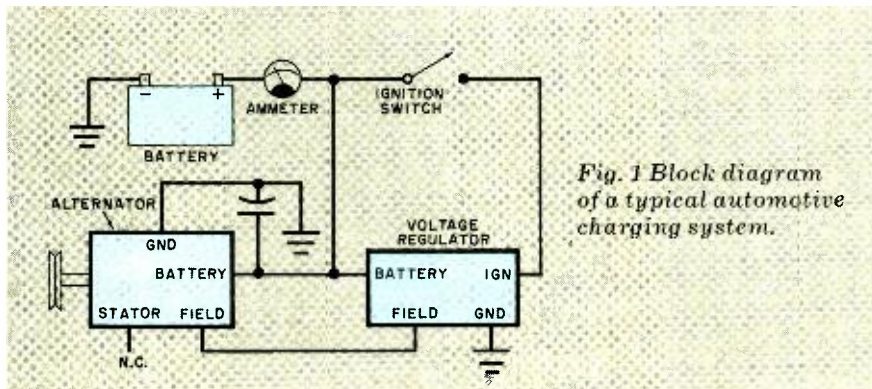 -
+
AMMETER
IGNITION
SWITCH
BATTERY
ALTERNATOR
GND
BATTERY
STATOR
FIELD
N.C.
VOLTAGE
REGULATOR
BATTERY
IGN
FIELD
GND
Fig. 1 Block diagram
of a typical automotive
charging system.